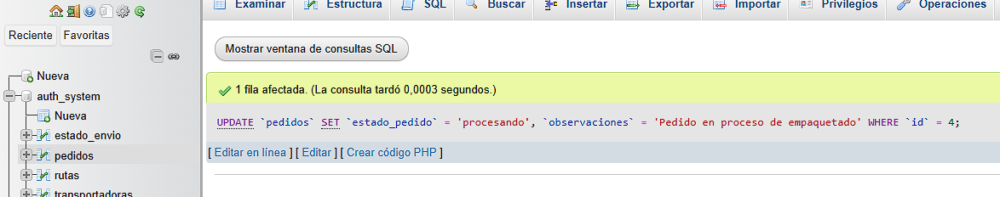 Examinar Estructura SQL Buscar Insertar Exportar Importar Privilegios Operaciones
Reciente Favoritas
Mostrar ventana de consultas SQL
Nueva
auth_system
Nueva
estado_envio
pedidos
rutas
transportadoras
1 fila afectada. (La consulta tardó 0,0003 segundos.)
UPDATE `pedidos` SET `estado_pedido` = 'procesando', `observaciones` = 'Pedido en proceso de empaquetado' WHERE `id` = 4;
[ Editar en línea ] [ Editar ] [ Crear código PHP ]